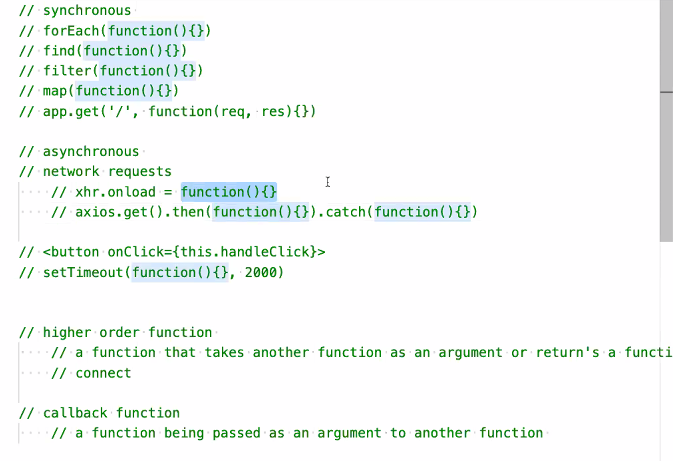 // synchronous
// forEach(function(){})
// find(function(){})
// filter(function(){})
// map(function(){})
// app.get('/', function(req, res){})
// asynchronous
// network requests
// xhr.onload = function(){}
// axios.get().then(function(){}).catch(function(){})
// <button onClick={this.handleClick}>
// setTimeout(function(){}, 2000)
// higher order function
// a function that takes another function as an argument or return's a functi
// connect
// callback function
// a function being passed as an argument to another function